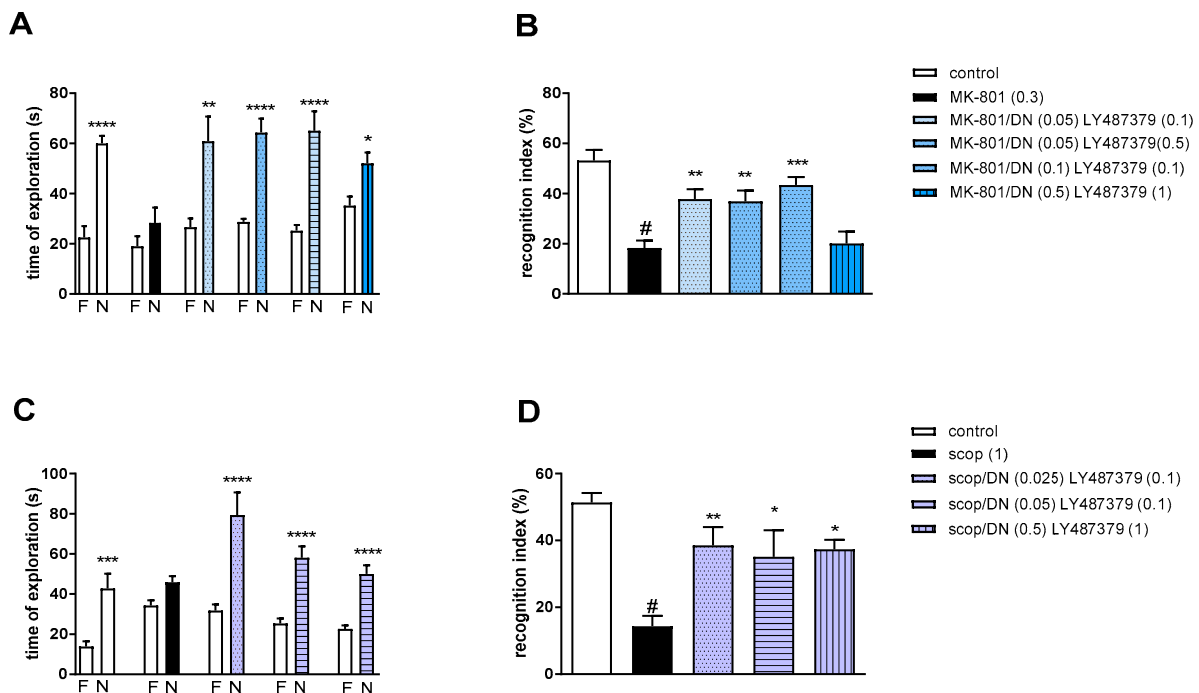 A
time of exploration (s)
80
60
40
20
0
****
**
****
****
*
F N F N F N F N F N F N
B
recognition index (%)
80
60
40
20
0
#
**
**
***
control
MK-801 (0.3)
MK-801/DN (0.05) LY487379 (0.1)
MK-801/DN (0.05) LY487379(0.5)
MK-801/DN (0.1) LY487379 (0.1)
MK-801/DN (0.5) LY487379 (1)
C
time of exploration (s)
100
80
60
40
20
0
***
****
****
****
F N F N F N F N F N
D
recognition index (%)
60
40
20
0
#
**
*
*
control
scop (1)
scop/DN (0.025) LY487379 (0.1)
scop/DN (0.05) LY487379 (0.1)
scop/DN (0.5) LY487379 (1)